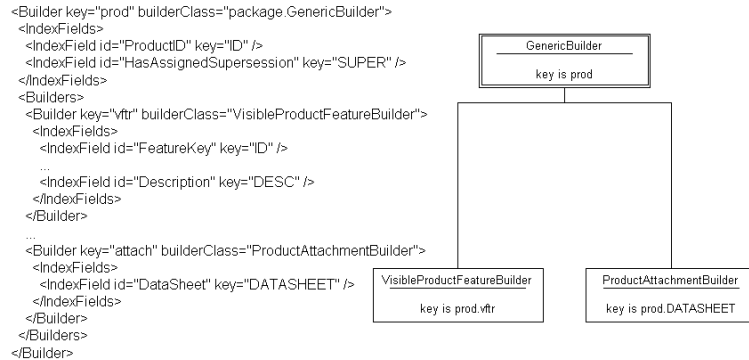 <Builder key="prod" builderClass="package.GenericBuilder">
<IndexFields>
<IndexField id="ProductID" key="ID" />
<IndexField id="HasAssignedSupersession" key="SUPER" />
</IndexFields>
<Builders>
<Builder key="vftr" builderClass="VisibleProductFeatureBuilder">
<IndexFields>
<IndexField id="FeatureKey" key="ID" />
...
<IndexField id="Description" key="DESC" />
</IndexFields>
</Builder>
...
<Builder key="attach" builderClass="ProductAttachmentBuilder">
<IndexFields>
<IndexField id="DataSheet" key="DATASHEET" />
</IndexFields>
</Builder>
</Builders>
</Builder>
GenericBuilder
key is prod
VisibleProductFeatureBuilder
key is prod.vftr
ProductAttachmentBuilder
key is prod.DATASHEET